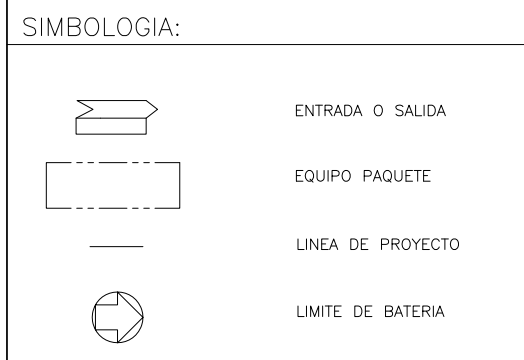 SIMBOLOGIA:
ENTRADA O SALIDA
EQUIPO PAQUETE
LINEA DE PROYECTO
LIMITE DE BATERIA